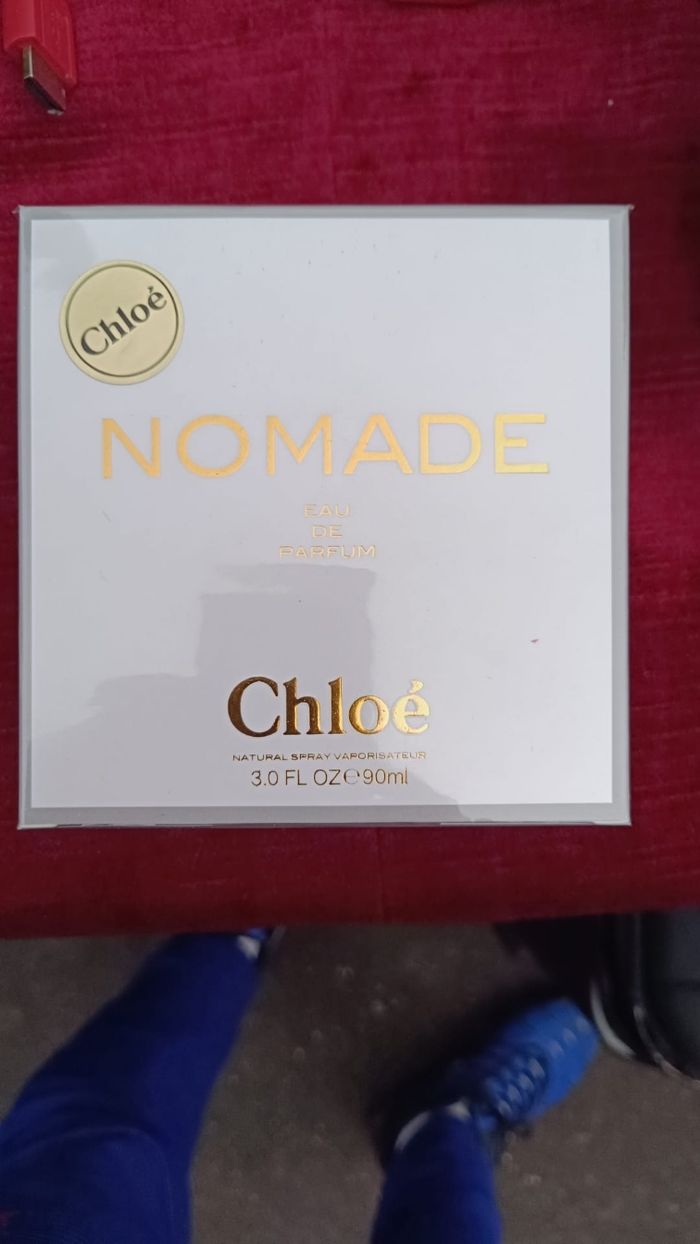 Chloé
NOMADE
EAU
DE
PARFUM
Chloé
NATURAL SPRAY VAPORISATEUR
3.0 FL OZ℮90ml